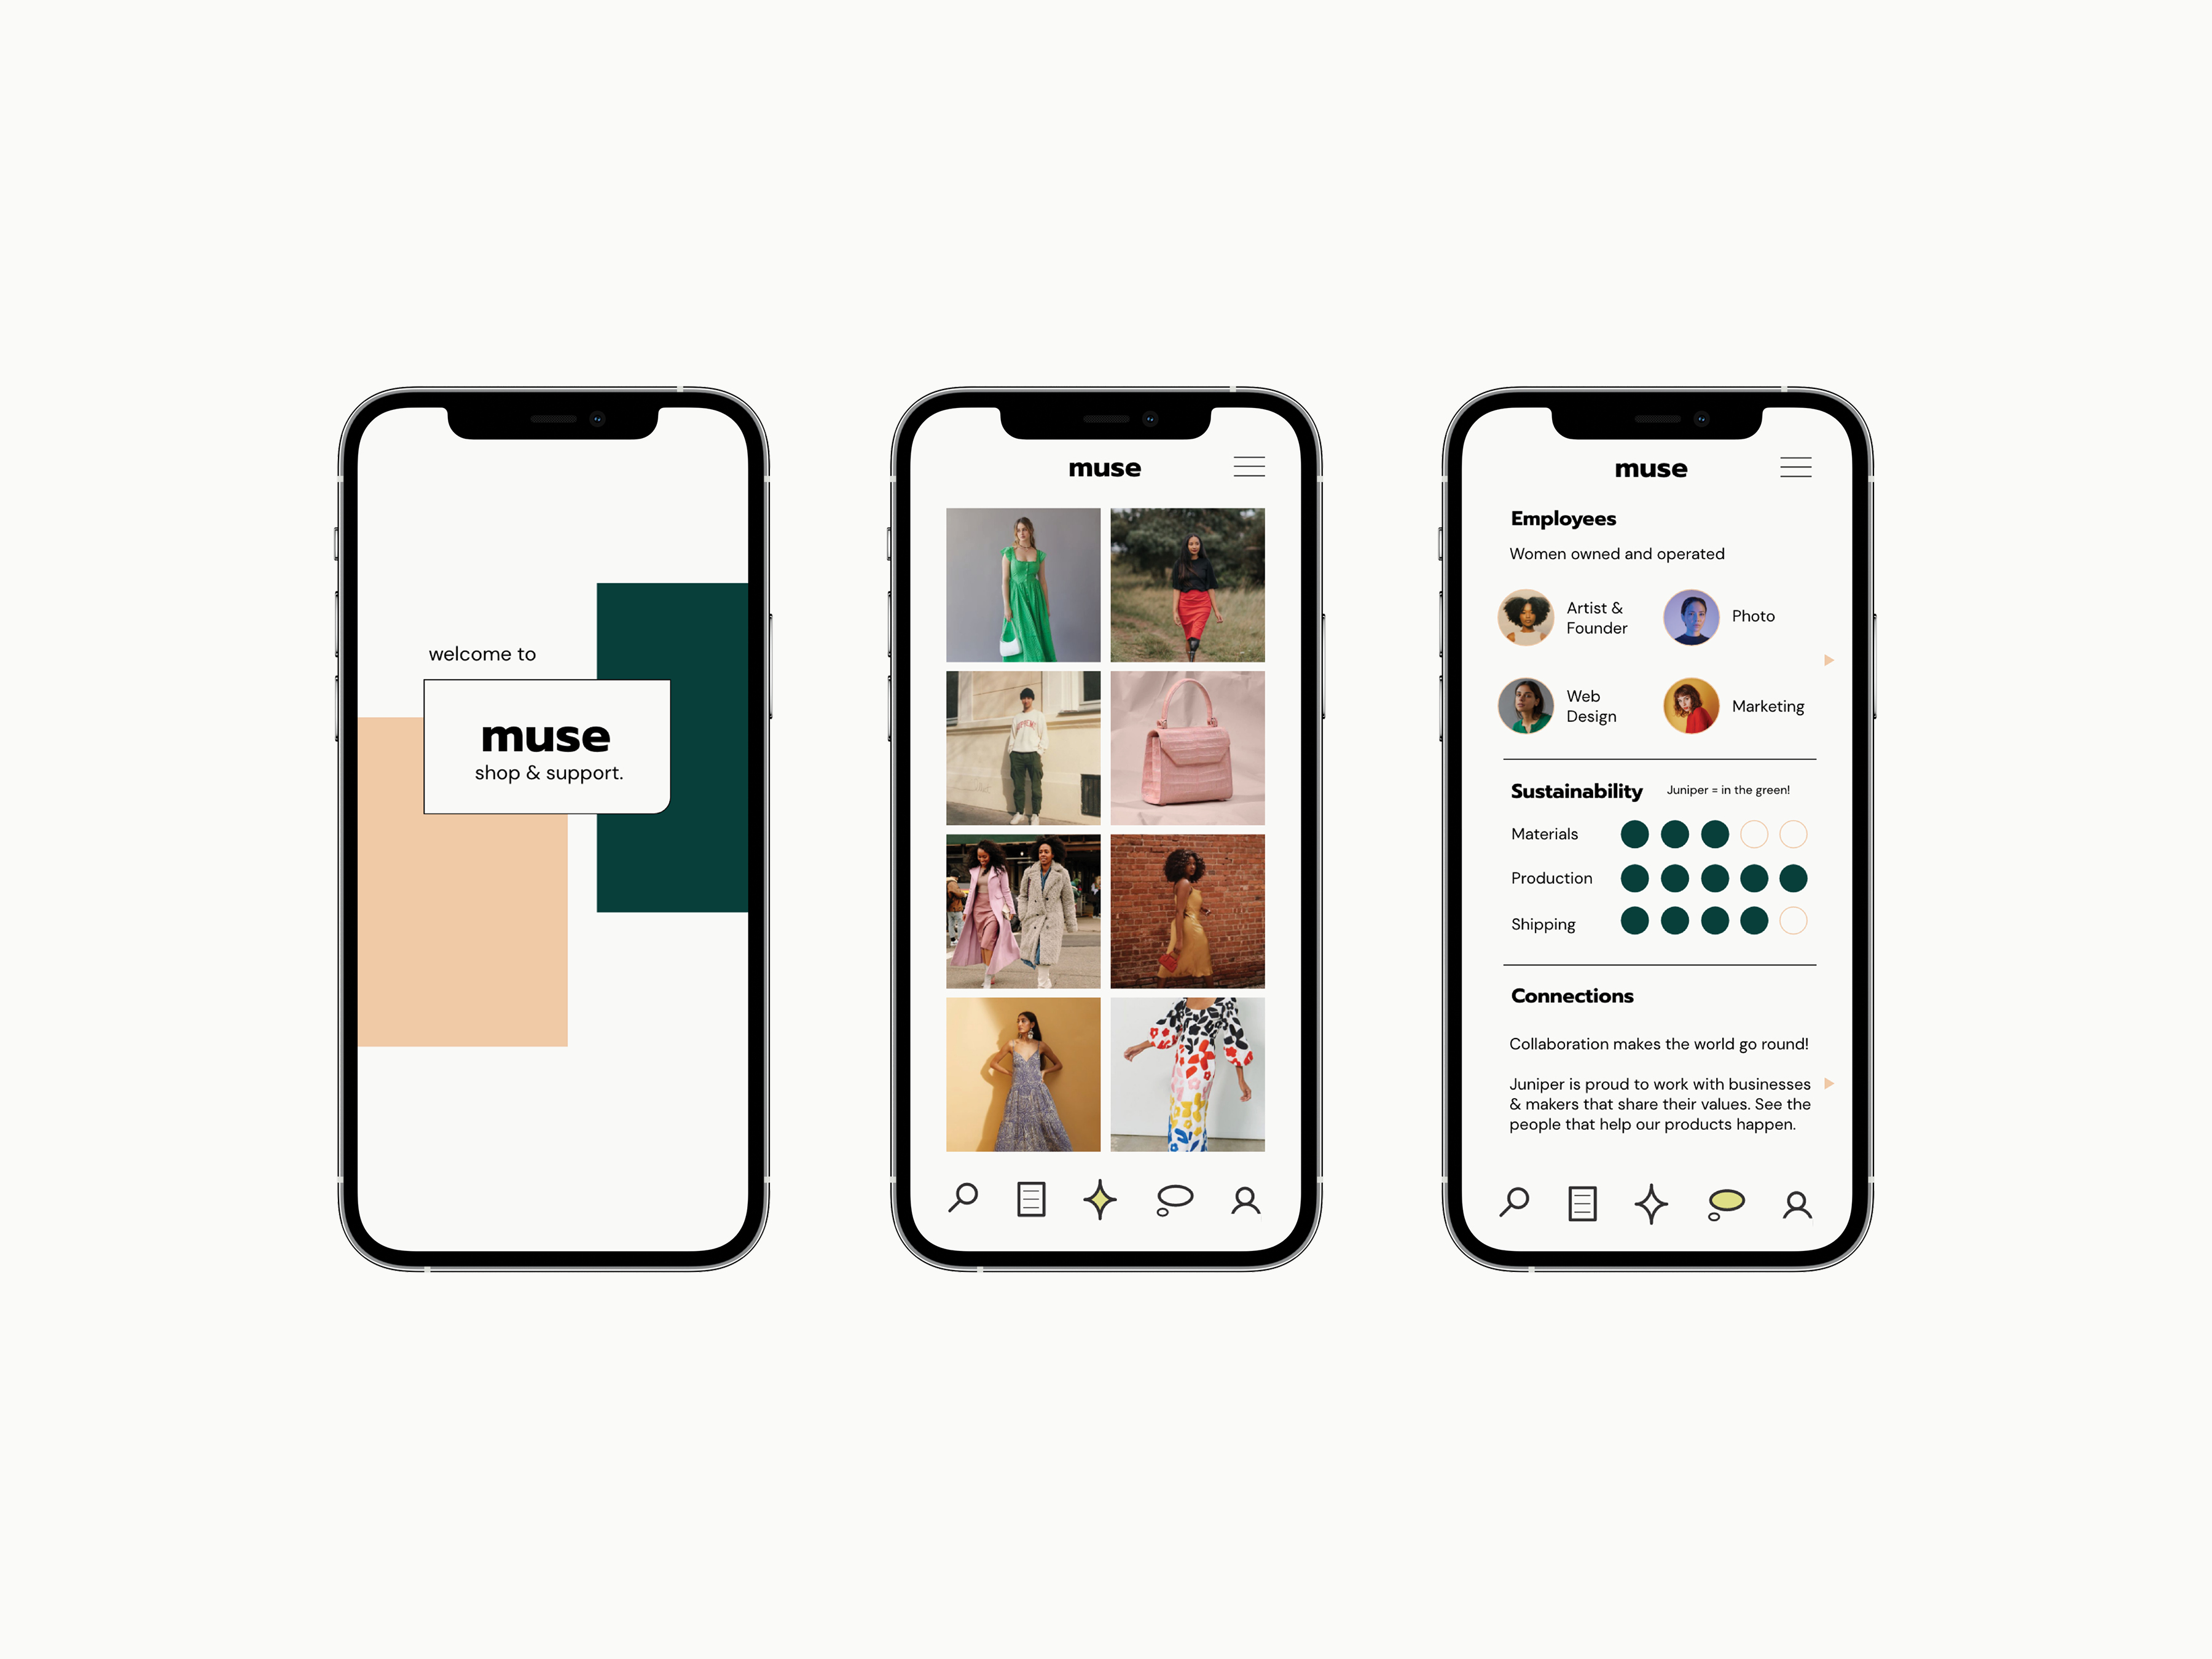 welcome to
muse
shop & support.
muse
muse
Employees
Women owned and operated
Artist &
Founder
Photo
Web
Design
Marketing
Sustainability
Juniper = in the green!
Materials
Production
Shipping
Connections
Collaboration makes the world go round!
Juniper is proud to work with businesses
& makers that share their values. See the
people that help our products happen.